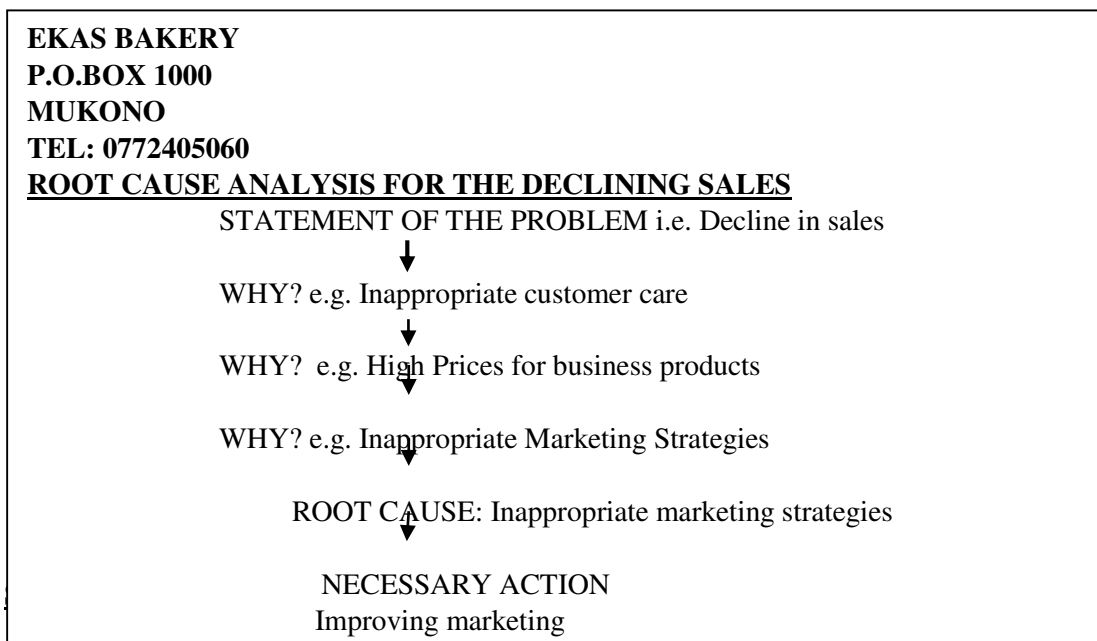 EKAS BAKERY
P.O.BOX 1000
MUKONO
TEL: 0772405060
ROOT CAUSE ANALYSIS FOR THE DECLINING SALES
STATEMENT OF THE PROBLEM i.e. Decline in sales
WHY? e.g. Inappropriate customer care
WHY? e.g. High Prices for business products
WHY? e.g. Inappropriate Marketing Strategies
ROOT CAUSE: Inappropriate marketing strategies
NECESSARY ACTION
Improving marketing